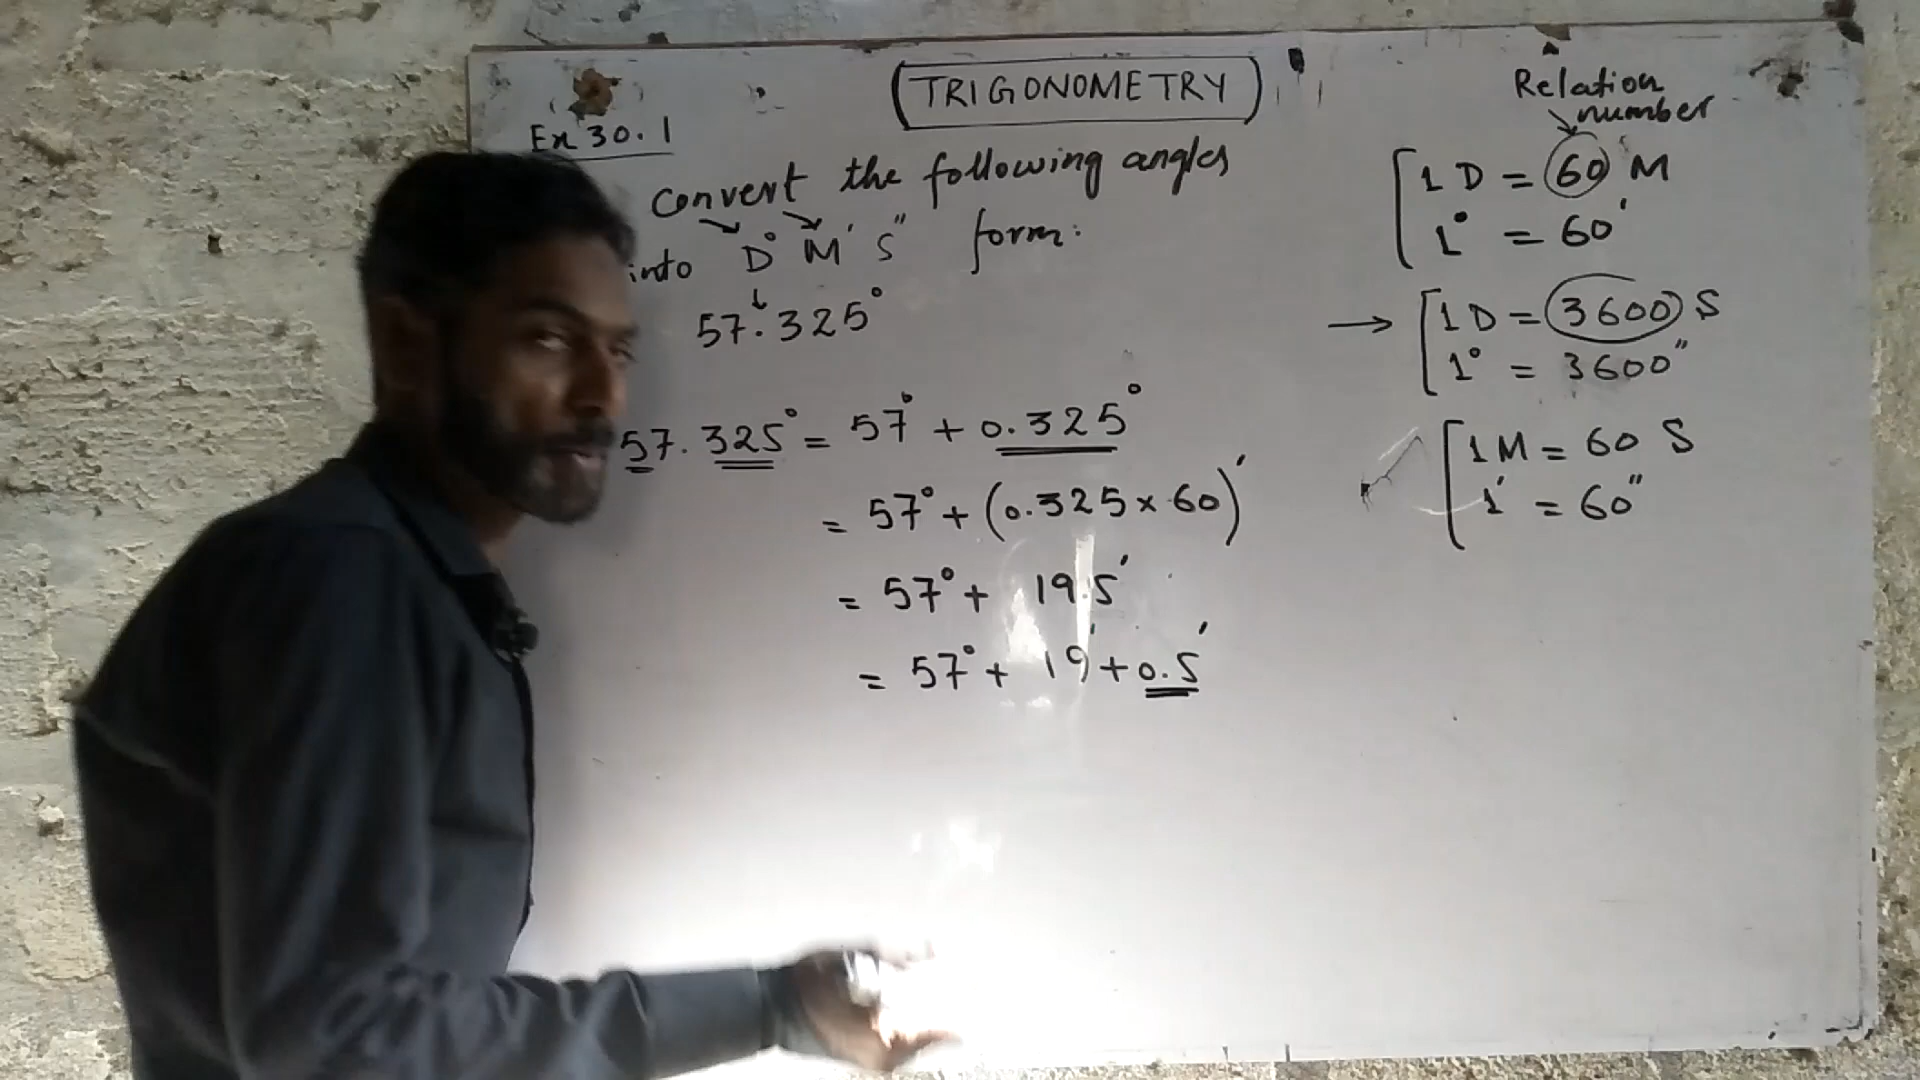 TRIGONOMETRY
Ex 30.1
convert the following angles
into D° M' S" form:
57.325°
57.325° = 57° + 0.325°
= 57° + (0.325 × 60)'
= 57° + 19.5'
= 57° + 19' + 0.5'
Relation
number
1 D = 60 M
1° = 60'
→ 1 D = 3600 S
1° = 3600"
1 M = 60 S
1' = 60"